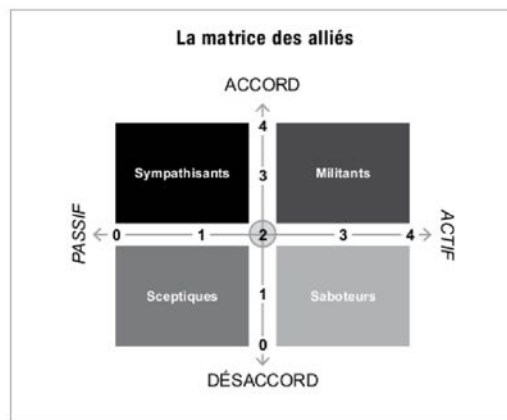 La matrice des alliés
ACCORD
4
Sympathisants
3
Militants
PASSIF
0 1 2 3 4
ACTIF
Sceptiques
1
Saboteurs
0
DÉSACCORD